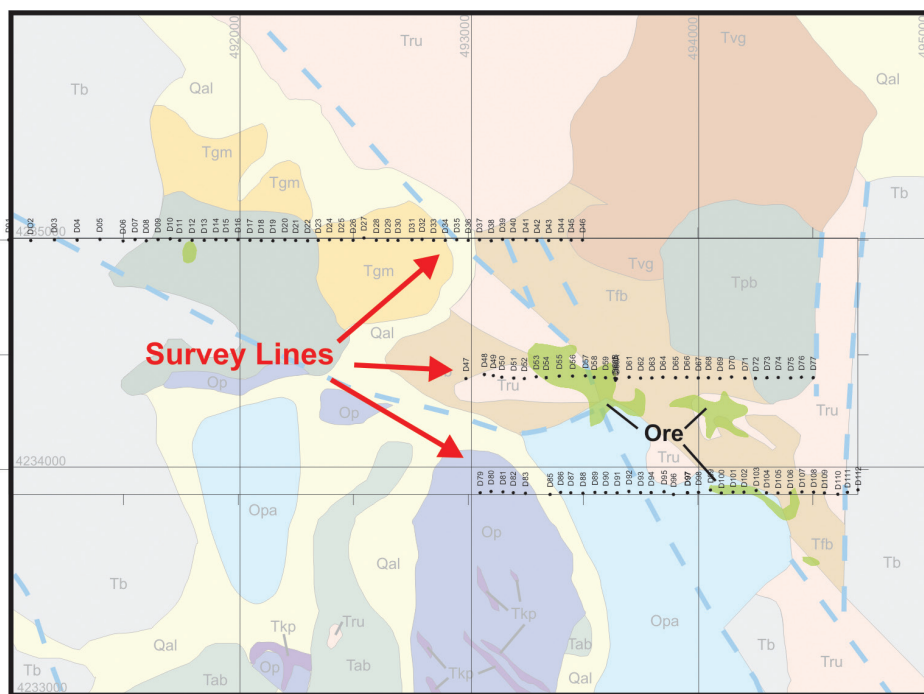 492000
493000
494000
495000
Tru
Tvg
Qal
Qal
Tb
Tgm
Tgm
Tb
D01
D02
D03
D04
D05
D06
D07
D08
D09
D10
D11
D12
D13
D14
D15
D16
D17
D18
D19
D20
D21
D22
D23
D24
D25
D26
D27
D28
D29
D30
D31
D32
D33
D34
D35
D36
D37
D38
D39
D40
D41
D42
D43
D44
D45
D46
4235000
Tgm
Tvg
Tfb
Tpb
Qal
Survey Lines
D47
D48
D49
D50
D51
D52
D53
D54
D55
D56
D57
D58
D59
D61
D62
D63
D64
D65
D66
D67
D68
D69
D70
D71
D72
D73
D74
D75
D76
D77
Op
Tru
Op
Tru
Ore
Tru
4234000
D79
D80
D81
D82
D83
D85
D86
D87
D88
D89
D90
D91
D92
D93
D94
D95
D96
D97
D98
D99
D100
D101
D102
D103
D104
D105
D106
D107
D108
D109
D110
D111
D112
Opa
Op
Tfb
Tb
Qal
Tb
Tkp
Opa
Tkp
Tru
Tab
Qal
Tkp
Tb
Tb
Op
Tab
Tab
Tkp
Qal
Tru
4233000